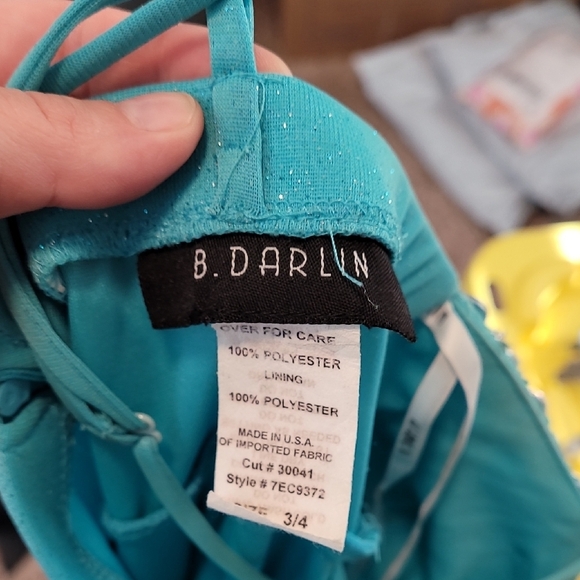 B. DARLIN
OVER FOR CARE
100% POLYESTER
LINING
100% POLYESTER
MADE IN U.S.A.
OF IMPORTED FABRIC
Cut # 30041
Style # 7EC9372
SIZE 3/4